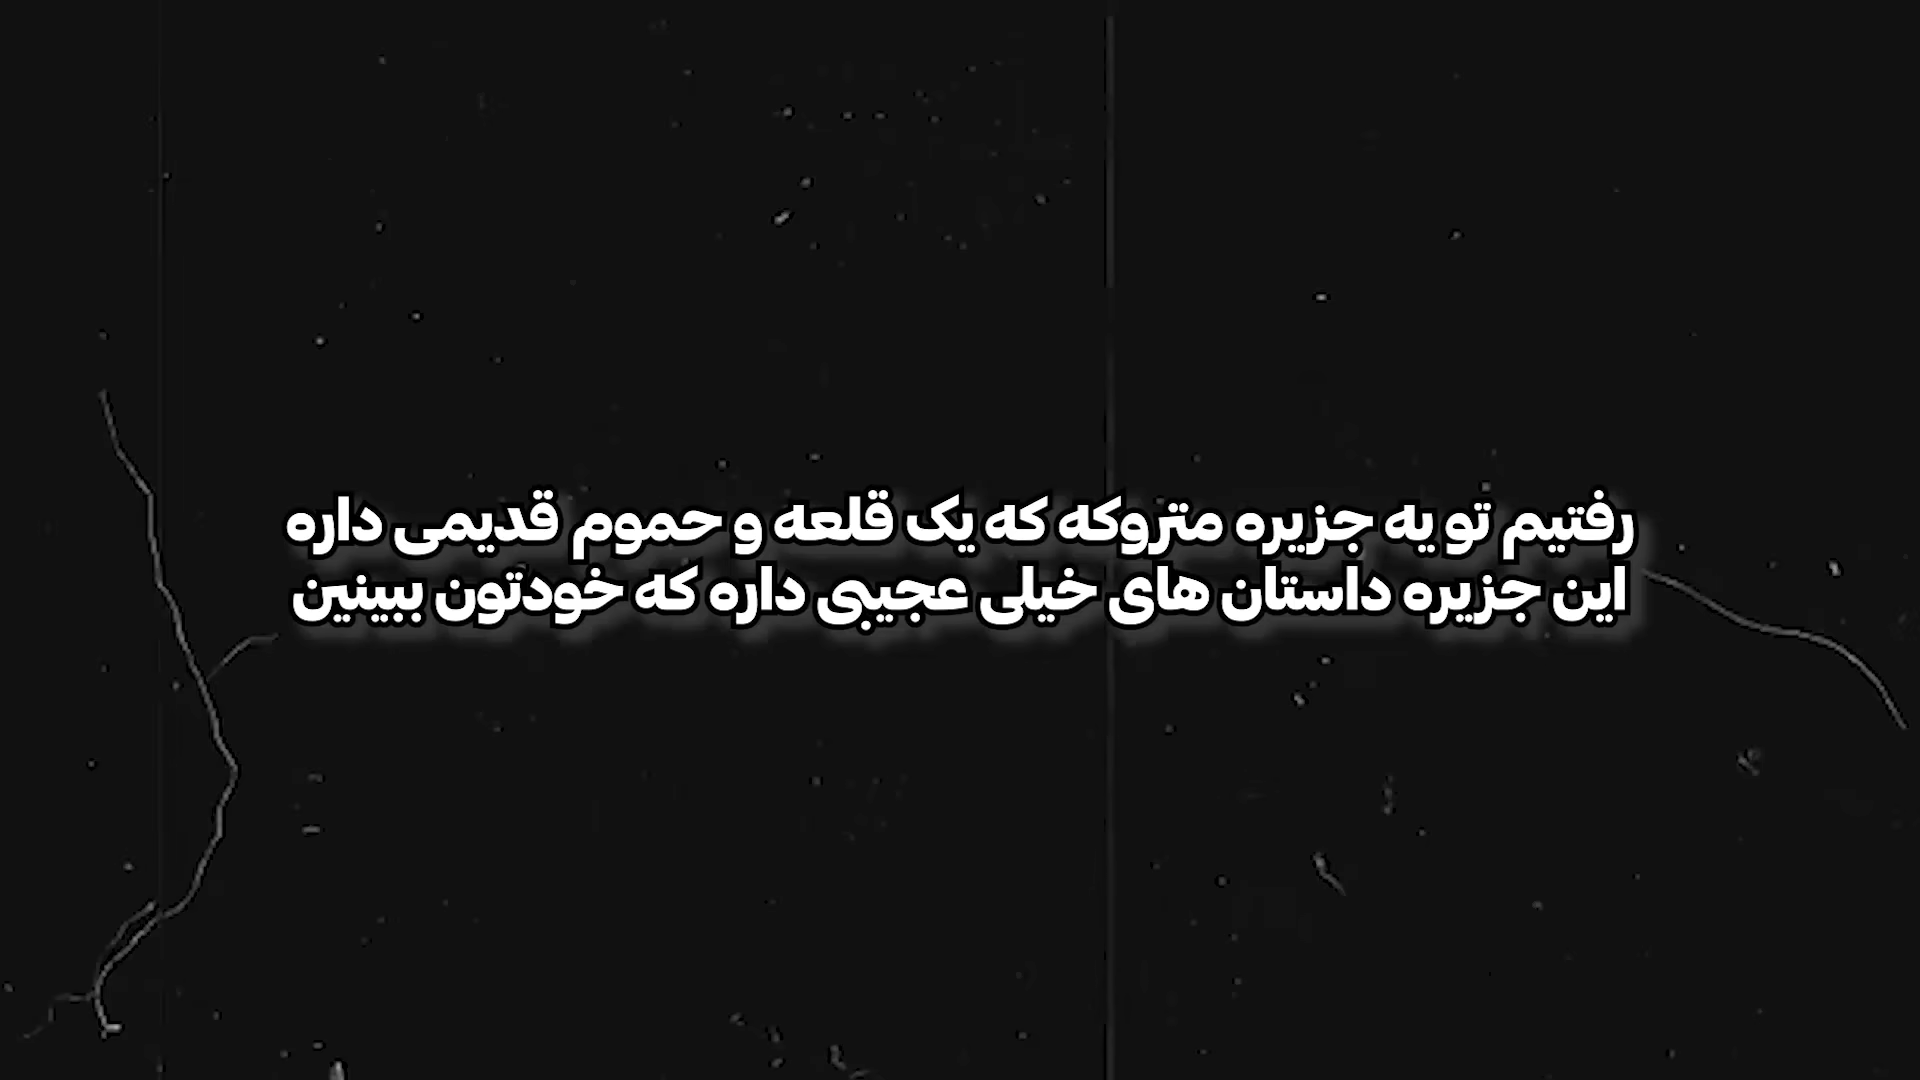 رفتیم تو یه جزیره متروکه که یک قلعه و حموم قدیمی داره
این جزیره داستان های خیلی عجیبی داره که خودتون ببینین